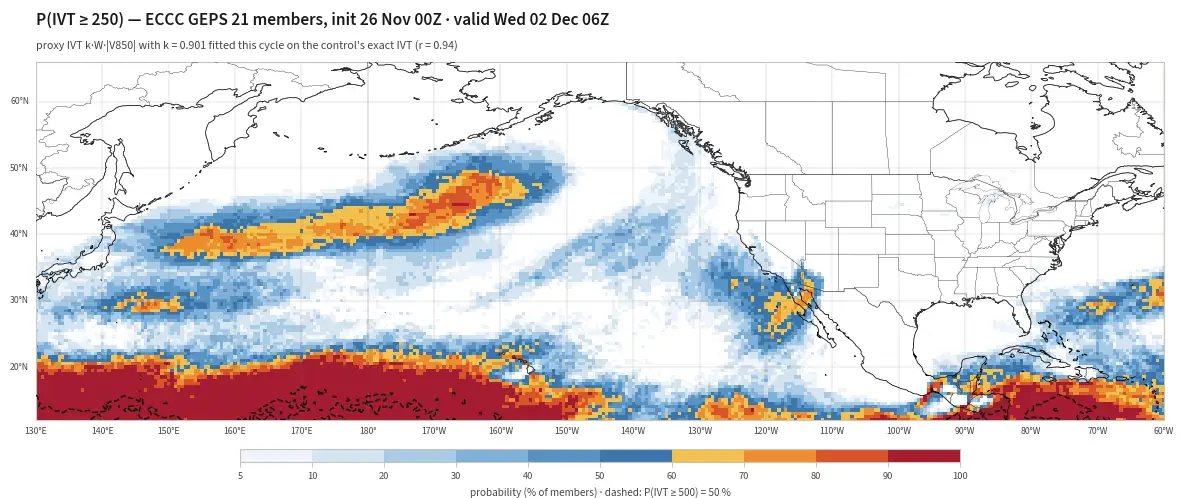 P(IVT ≥ 250) — ECCC GEPS 21 members, init 26 Nov 00Z · valid Wed 02 Dec 06Z
proxy IVT k·W·|V850| with k = 0.901 fitted this cycle on the control's exact IVT (r = 0.94)
60°N
50°N
40°N
30°N
20°N
130°E 140°E 150°E 160°E 170°E 180° 170°W 160°W 150°W 140°W 130°W 120°W 110°W 100°W 90°W 80°W 70°W 60°W
5 10 20 30 40 50 60 70 80 90 100
probability (% of members) · dashed: P(IVT ≥ 500) = 50 %